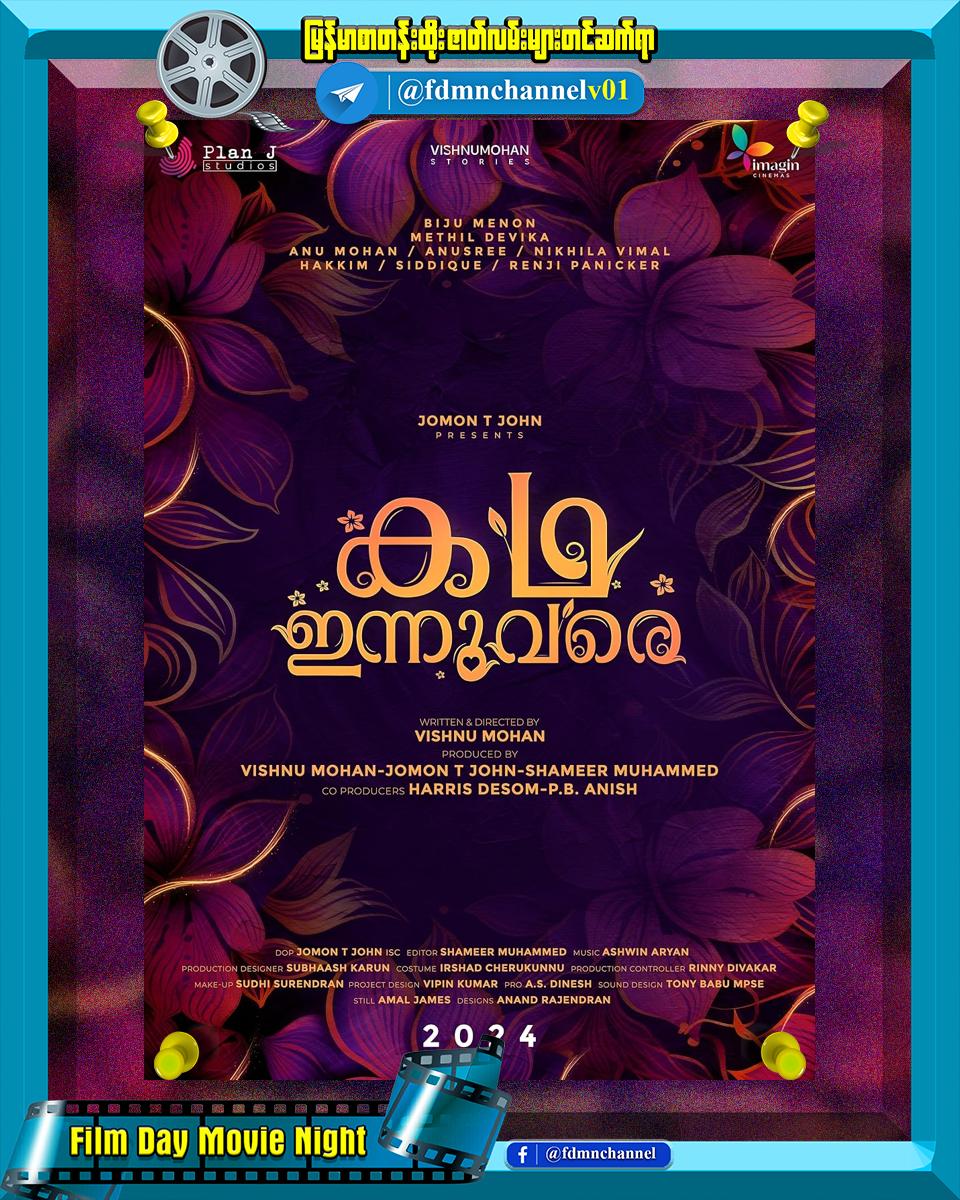 မြန်မာစာတန်းထိုးဇာတ်လမ်းများတင်ဆက်ရာ
@fdmnchannelv01
Plan J
studios
VISHNUMOHAN
STORIES
imagin
CINEMAS
BIJU MENON
METHIL DEVIKA
ANU MOHAN / ANUSREE / NIKHILA VIMAL
HAKKIM / SIDDIQUE / RENJI PANICKER
JOMON T JOHN
PRESENTS
കഥ
ഇന്നുവരെ
WRITTEN & DIRECTED BY
VISHNU MOHAN
PRODUCED BY
VISHNU MOHAN-JOMON T JOHN-SHAMEER MUHAMMED
CO PRODUCERS HARRIS DESOM-P.B. ANISH
DOP JOMON T JOHN ISC EDITOR SHAMEER MUHAMMED MUSIC ASHWIN ARYAN
PRODUCTION DESIGNER SUBHAASH KARUN COSTUME IRSHAD CHERUKUNNU PRODUCTION CONTROLLER RINNY DIVAKAR
MAKE-UP SUDHI SURENDRAN PROJECT DESIGN VIPIN KUMAR PRO A.S. DINESH SOUND DESIGN TONY BABU MPSE
STILL AMAL JAMES DESIGNS ANAND RAJENDRAN
2024
Film Day Movie Night
@fdmnchannel